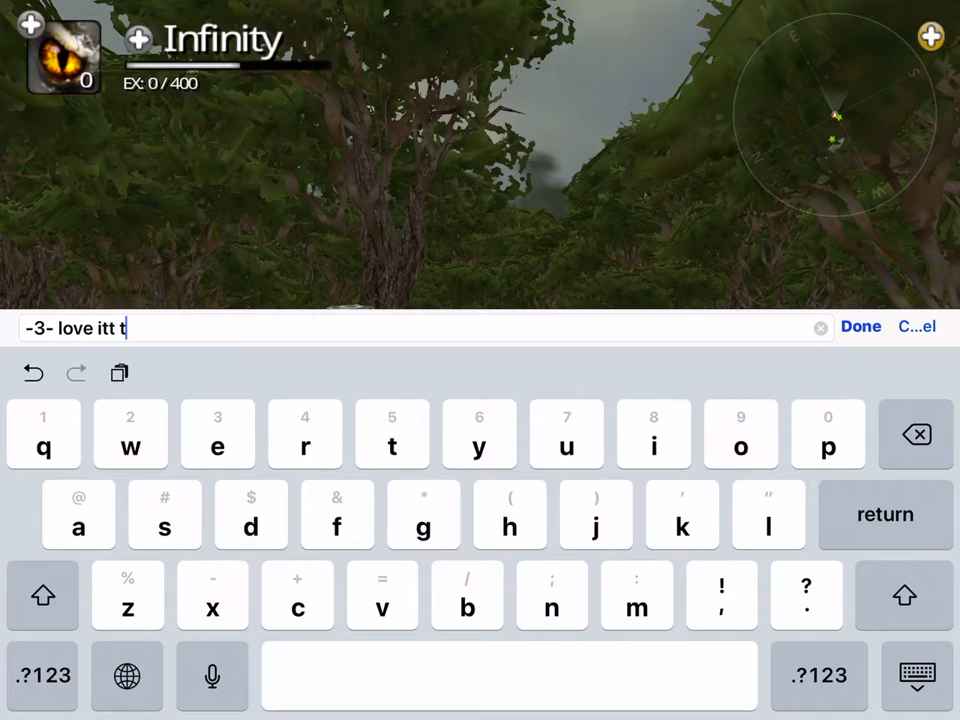 Infinity
0
EX: 0 / 400
E
S
N
-3- love itt t
Done
C...el
1 2 3 4 5 6 7 8 9 0
q w e r t y u i o p
@ # $ & * ( ) ' "
a s d f g h j k l
return
% - + = / ; : ! ?
z x c v b n m , .
.?123
.?123